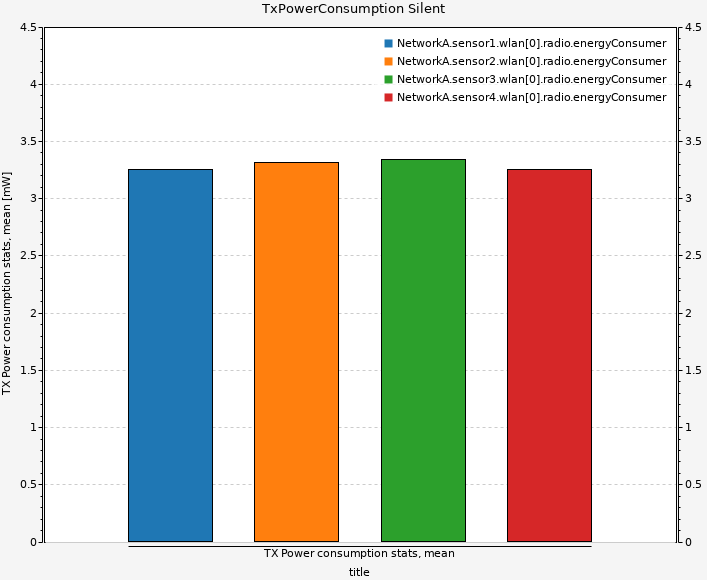 TxPowerConsumption Silent
NetworkA.sensor1.wlan[0].radio.energyConsumer
NetworkA.sensor2.wlan[0].radio.energyConsumer
NetworkA.sensor3.wlan[0].radio.energyConsumer
NetworkA.sensor4.wlan[0].radio.energyConsumer
TX Power consumption stats, mean [mW]
4.5
4
3.5
3
2.5
2
1.5
1
0.5
0
4.5
4
3.5
3
2.5
2
1.5
1
0.5
0
TX Power consumption stats, mean
title